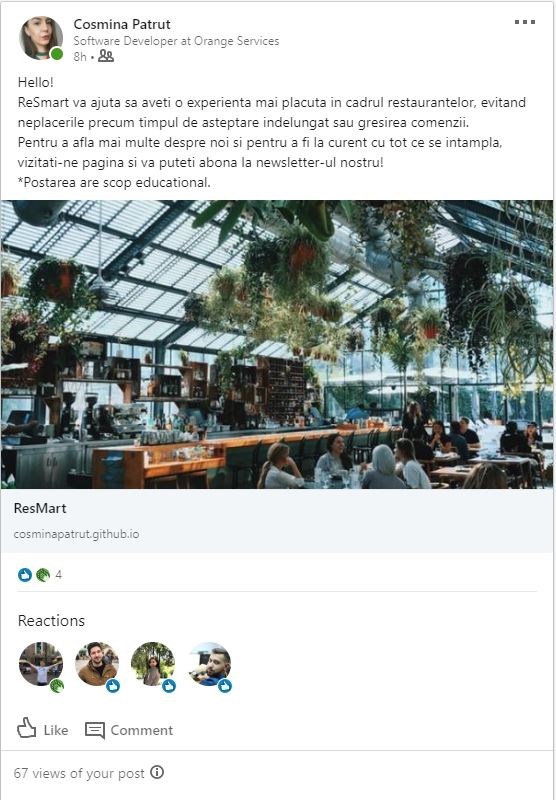 Cosmina Patrut
Software Developer at Orange Services
8h •
Hello!
ReSmart va ajuta sa aveti o experienta mai placuta in cadrul restaurantelor, evitand
neplacerile precum timpul de asteptare indelungat sau gresirea comenzii.
Pentru a afla mai multe despre noi si pentru a fi la curent cu tot ce se intampla,
vizitati-ne pagina si va puteti abona la newsletter-ul nostru!
*Postarea are scop educational.
ResMart
cosminapatrut.github.io
4
Reactions
Like Comment
67 views of your post